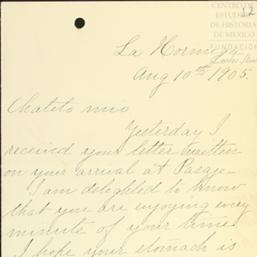 CENTRO DE
ESTUDIOS
DE HISTORIA
DE MEXICO
FUNDACIÓN
La Hormiga
Aug 10th 1905.
Chatito mio
Yesterday I
received your letter written
on your arrival at Pasaje.
I am delighted to know
that you are enjoying every
minute of your time.
I hope your stomach is